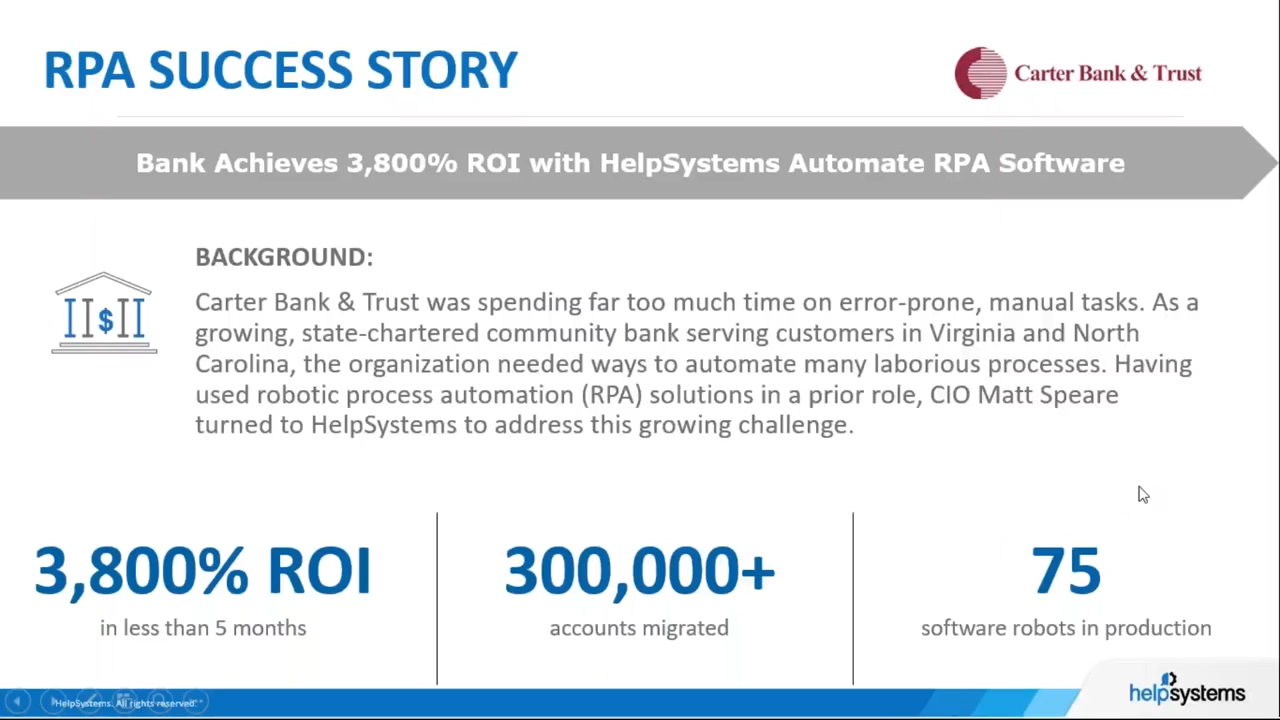 RPA SUCCESS STORY
Carter Bank & Trust
Bank Achieves 3,800% ROI with HelpSystems Automate RPA Software
BACKGROUND:
Carter Bank & Trust was spending far too much time on error-prone, manual tasks. As a
growing, state-chartered community bank serving customers in Virginia and North
Carolina, the organization needed ways to automate many laborious processes. Having
used robotic process automation (RPA) solutions in a prior role, CIO Matt Speare
turned to HelpSystems to address this growing challenge.
$
3,800% ROI
in less than 5 months
300,000+
accounts migrated
75
software robots in production
HelpSystems. All rights reserved.
helpsystems